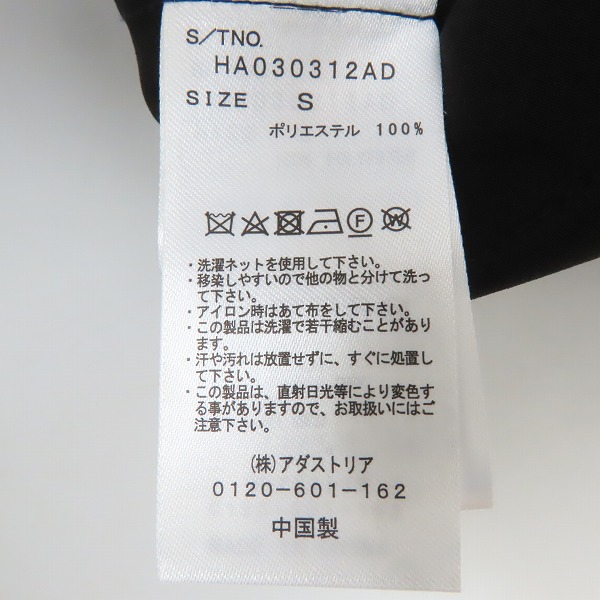 S/TNO.
HA030312AD
SIZE S
ポリエステル 100%
F W
・洗濯ネットを使用して下さい。
・移染しやすいので他の物と分けて洗っ
て下さい。
・アイロン時はあて布をして下さい。
・この製品は洗濯で若干縮むことがあり
ます。
・汗や汚れは放置せずに、すぐに処置し
て下さい。
・この製品は、直射日光等により変色す
る事がありますので、お取扱いにはご
注意下さい。
(株)アダストリア
0120-601-162
中国製